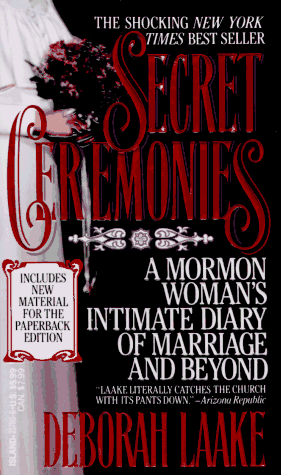 THE SHOCKING NEW YORK
TIMES BEST SELLER
SECRET
CEREMONIES
INCLUDES
NEW
MATERIAL
FOR THE
PAPERBACK
EDITION
A MORMON
WOMAN'S
INTIMATE DIARY
OF MARRIAGE
AND BEYOND
"LAAKE LITERALLY CATCHES THE CHURCH
WITH ITS PANTS DOWN." –Arizona Republic
DEBORAH LAAKE